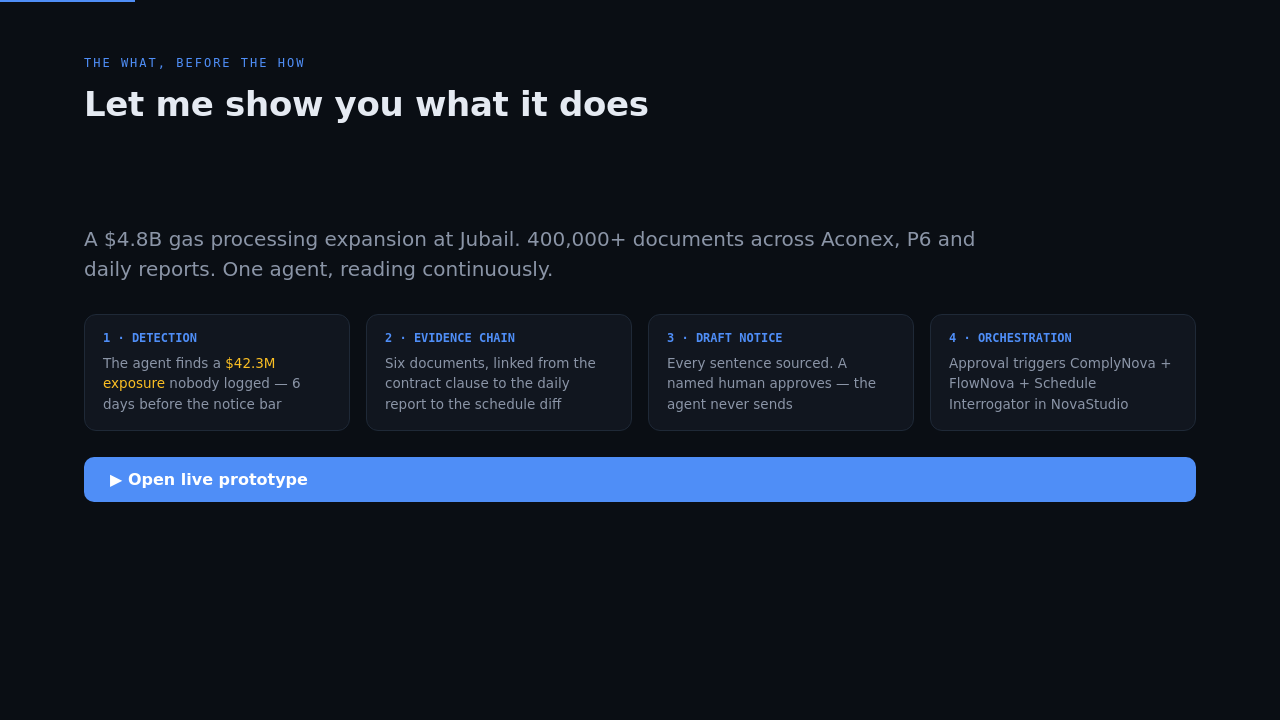 THE WHAT, BEFORE THE HOW
Let me show you what it does
A $4.8B gas processing expansion at Jubail. 400,000+ documents across Aconex, P6 and
daily reports. One agent, reading continuously.
1 · DETECTION
The agent finds a $42.3M
exposure nobody logged — 6
days before the notice bar
2 · EVIDENCE CHAIN
Six documents, linked from the
contract clause to the daily
report to the schedule diff
3 · DRAFT NOTICE
Every sentence sourced. A
named human approves — the
agent never sends
4 · ORCHESTRATION
Approval triggers ComplyNova +
FlowNova + Schedule
Interrogator in NovaStudio
▶ Open live prototype